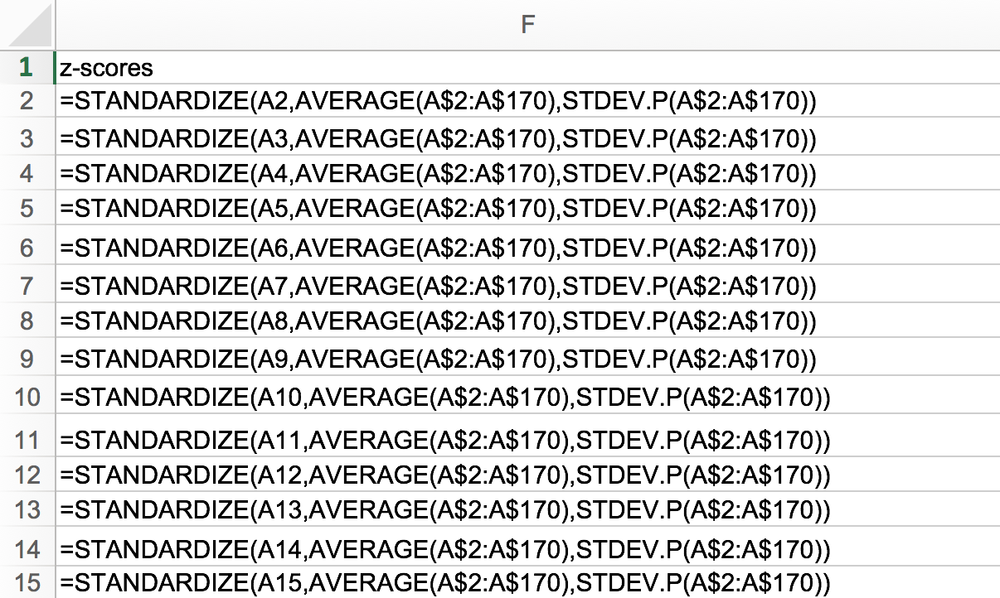 F
1 z-scores
2 =STANDARDIZE(A2,AVERAGE(A$2:A$170),STDEV.P(A$2:A$170))
3 =STANDARDIZE(A3,AVERAGE(A$2:A$170),STDEV.P(A$2:A$170))
4 =STANDARDIZE(A4,AVERAGE(A$2:A$170),STDEV.P(A$2:A$170))
5 =STANDARDIZE(A5,AVERAGE(A$2:A$170),STDEV.P(A$2:A$170))
6 =STANDARDIZE(A6,AVERAGE(A$2:A$170),STDEV.P(A$2:A$170))
7 =STANDARDIZE(A7,AVERAGE(A$2:A$170),STDEV.P(A$2:A$170))
8 =STANDARDIZE(A8,AVERAGE(A$2:A$170),STDEV.P(A$2:A$170))
9 =STANDARDIZE(A9,AVERAGE(A$2:A$170),STDEV.P(A$2:A$170))
10 =STANDARDIZE(A10,AVERAGE(A$2:A$170),STDEV.P(A$2:A$170))
11 =STANDARDIZE(A11,AVERAGE(A$2:A$170),STDEV.P(A$2:A$170))
12 =STANDARDIZE(A12,AVERAGE(A$2:A$170),STDEV.P(A$2:A$170))
13 =STANDARDIZE(A13,AVERAGE(A$2:A$170),STDEV.P(A$2:A$170))
14 =STANDARDIZE(A14,AVERAGE(A$2:A$170),STDEV.P(A$2:A$170))
15 =STANDARDIZE(A15,AVERAGE(A$2:A$170),STDEV.P(A$2:A$170))